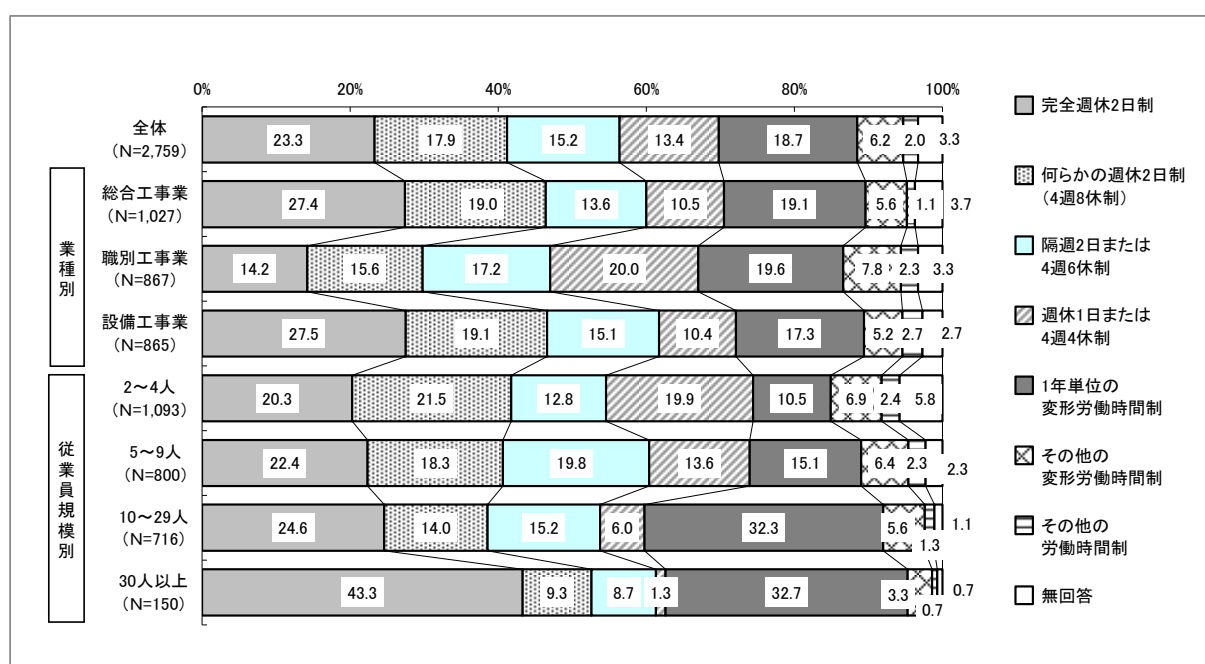 0%
20%
40%
60%
80%
100%
全体
（N=2,759）
23.3
17.9
15.2
13.4
18.7
6.2
2.0
3.3
業種別
総合工事業
（N=1,027）
27.4
19.0
13.6
10.5
19.1
5.6
1.1
3.7
職別工事業
（N=867）
14.2
15.6
17.2
20.0
19.6
7.8
2.3
3.3
設備工事業
（N=865）
27.5
19.1
15.1
10.4
17.3
5.2
2.7
2.7
従業員規模別
2～4人
（N=1,093）
20.3
21.5
12.8
19.9
10.5
6.9
2.4
5.8
5～9人
（N=800）
22.4
18.3
19.8
13.6
15.1
6.4
2.3
2.3
10～29人
（N=716）
24.6
14.0
15.2
6.0
32.3
5.6
1.3
1.1
30人以上
（N=150）
43.3
9.3
8.7
1.3
32.7
3.3
0.7
0.7
完全週休2日制
何らかの週休2日制
（4週8休制）
隔週2日または
4週6休制
週休1日または
4週4休制
1年単位の
変形労働時間制
その他の
変形労働時間制
その他の
労働時間制
無回答